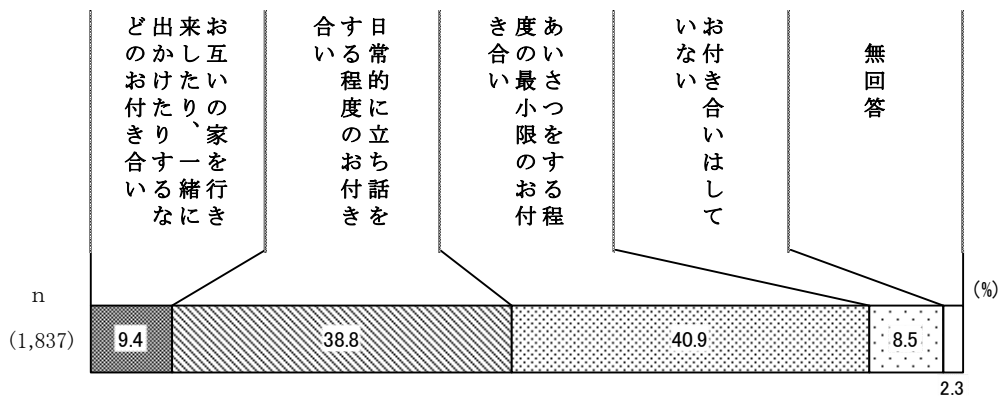 お互いの家を行き
来したり、一緒に
出かけたりするな
どのお付き合い
日常的に立ち話を
する程度のお付き
合い
あいさつをする程
度の最小限のお付
き合い
お付き合いはして
いない
無回答
n
(%)
(1,837)
9.4
38.8
40.9
8.5
2.3